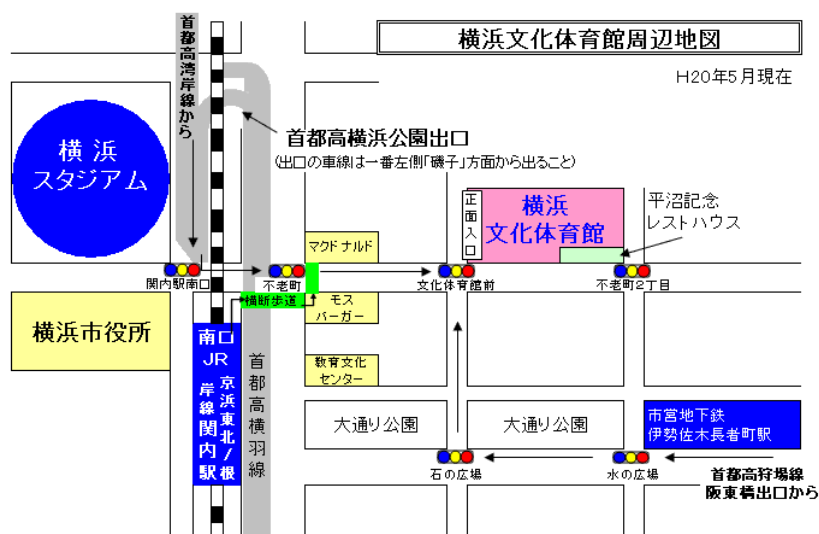 横浜文化体育館周辺地図
H20年5月現在
首都高湾岸線から
首都高横浜公園出口
(出口の車線は一番左側「磯子」方面から出ること)
横浜
スタジアム
正面入口
横浜
文化体育館
平沼記念
レストハウス
マクドナルド
関内駅南口
不老町
文化体育館前
不老町2丁目
横断歩道
モス
バーガー
横浜市役所
南口
JR
京浜東北/根
岸線関内駅
首都高横羽線
教育文化
センター
大通り公園
大通り公園
市営地下鉄
伊勢佐木長者町駅
石の広場
水の広場
首都高狩場線
阪東橋出口から